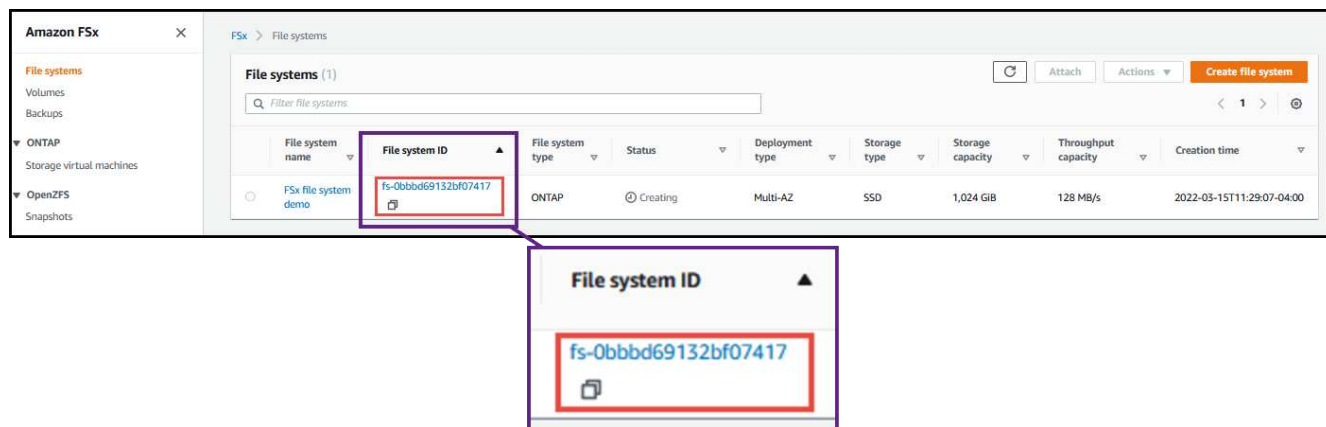 Amazon FSx
FSx > File systems
File systems
Volumes
Backups
ONTAP
Storage virtual machines
OpenZFS
Snapshots
File systems (1)
Attach
Actions
Create file system
Filter file systems
< 1 >
File system name
File system ID
File system type
Status
Deployment type
Storage type
Storage capacity
Throughput capacity
Creation time
FSx file system demo
fs-0bbbd69132bf07417
ONTAP
Creating
Multi-AZ
SSD
1,024 GiB
128 MB/s
2022-03-15T11:29:07-04:00
File system ID
fs-0bbbd69132bf07417